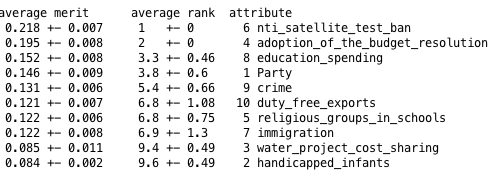 average merit average rank attribute
0.218 +- 0.007 1 +- 0 6 nti_satellite_test_ban
0.195 +- 0.008 2 +- 0 4 adoption_of_the_budget_resolution
0.152 +- 0.008 3.3 +- 0.46 8 education_spending
0.146 +- 0.009 3.8 +- 0.6 1 Party
0.131 +- 0.006 5.4 +- 0.66 9 crime
0.121 +- 0.007 6.8 +- 1.08 10 duty_free_exports
0.122 +- 0.006 6.8 +- 0.75 5 religious_groups_in_schools
0.122 +- 0.008 6.9 +- 1.3 7 immigration
0.085 +- 0.011 9.4 +- 0.49 3 water_project_cost_sharing
0.084 +- 0.002 9.6 +- 0.49 2 handicapped_infants